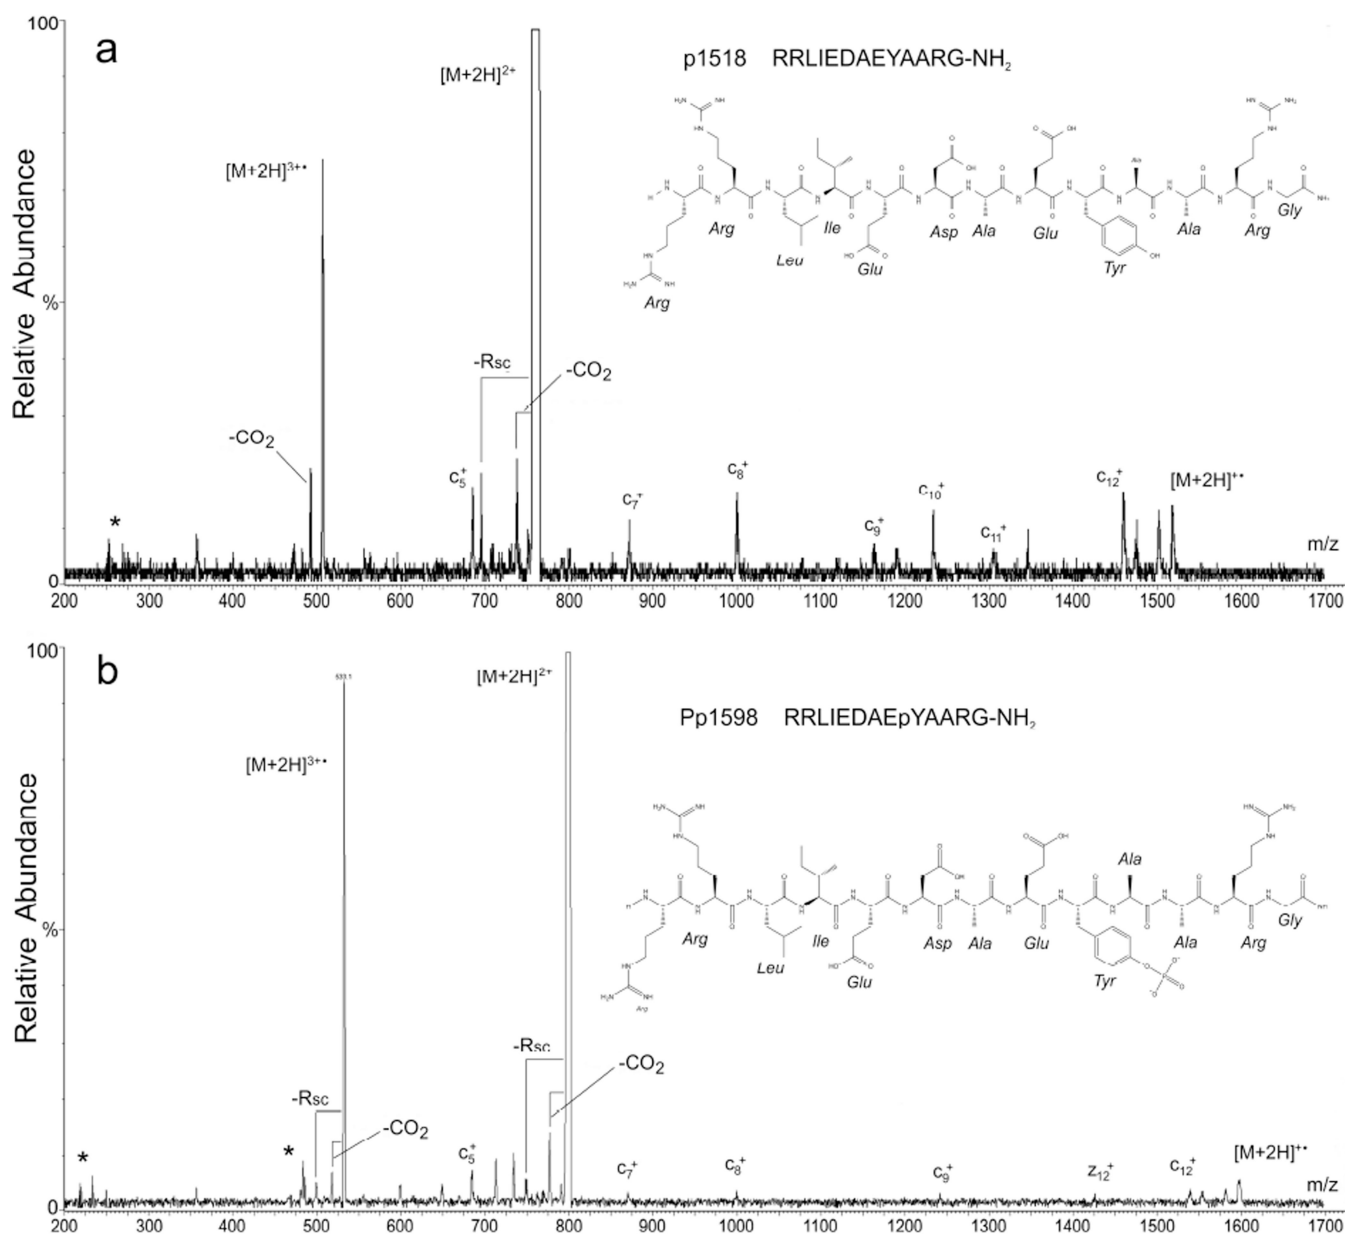 100
a
[M+2H]²⁺
p1518 RRLIEDAEYAARG-NH₂
[M+2H]³⁺•
Relative Abundance
%
Arg
Arg
Leu
Ile
Glu
Asp
Ala
Glu
Tyr
Ala
Ala
Arg
Gly
-Rsc
-CO₂
-CO₂
*
c₅⁺
c₇⁺
c₈⁺
c₉⁺
c₁₀⁺
c₁₁⁺
c₁₂⁺
[M+2H]⁺•
m/z
0
200 300 400 500 600 700 800 900 1000 1100 1200 1300 1400 1500 1600 1700
100
b
533.1
[M+2H]²⁺
Pp1598 RRLIEDAEpYAARG-NH₂
[M+2H]³⁺•
Relative Abundance
%
Arg
Arg
Leu
Ile
Glu
Asp
Ala
Glu
Tyr
Ala
Ala
Arg
Gly
-Rsc
-CO₂
-Rsc
-CO₂
*
*
c₅⁺
c₇⁺
c₈⁺
c₉⁺
z₁₂⁺
c₁₂⁺
[M+2H]⁺•
m/z
0
200 300 400 500 600 700 800 900 1000 1100 1200 1300 1400 1500 1600 1700